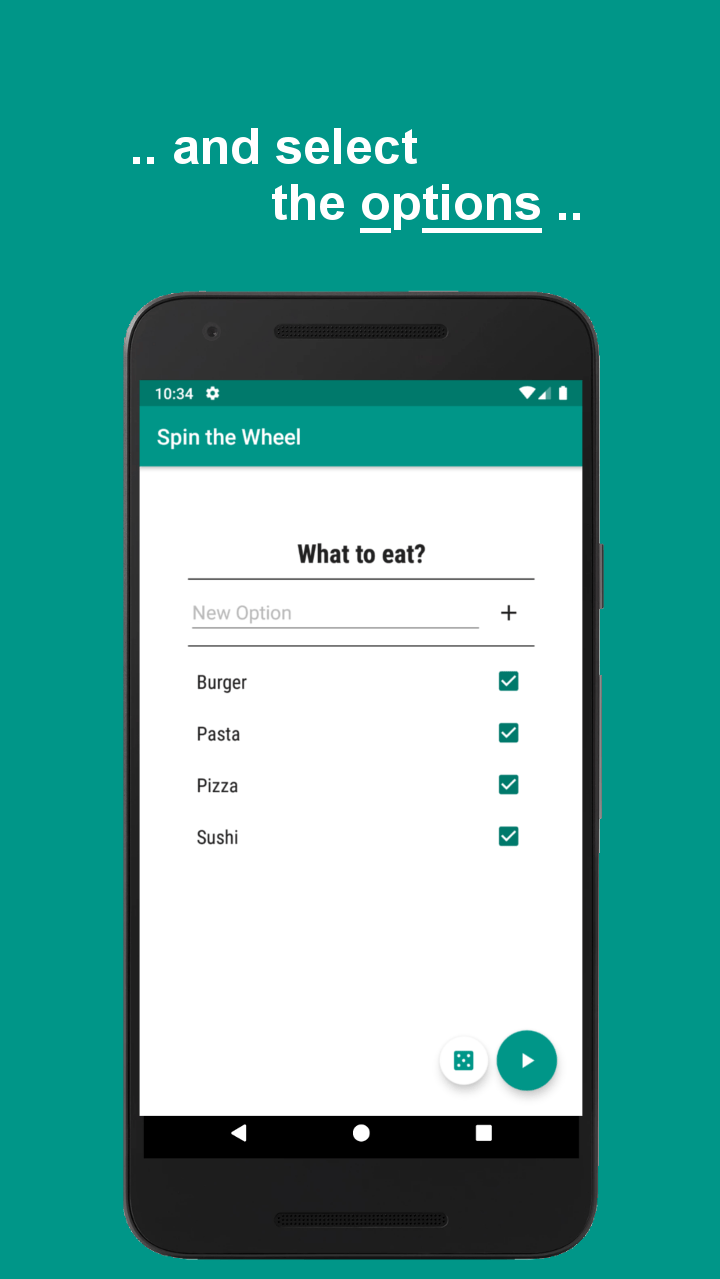 .. and select
the options ..
10:34
Spin the Wheel
What to eat?
New Option +
Burger
Pasta
Pizza
Sushi